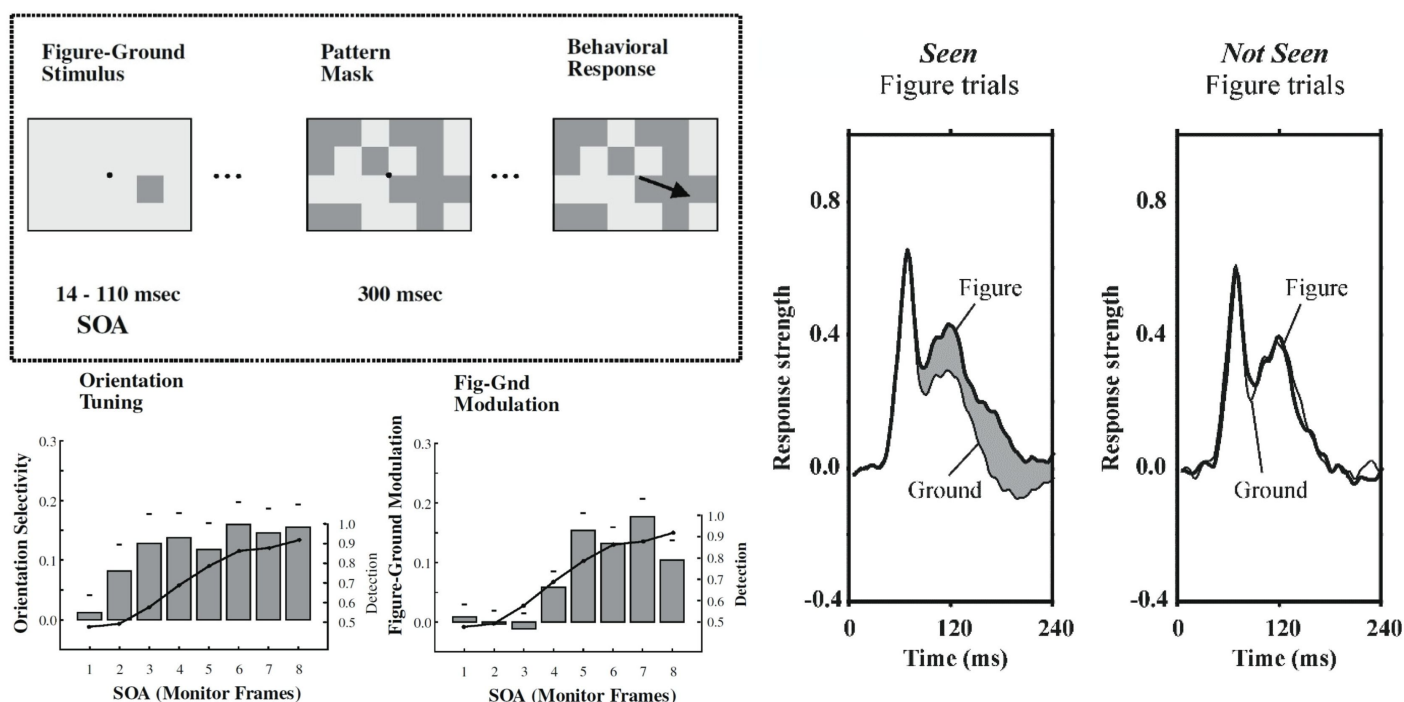 Figure-Ground
Stimulus
Pattern
Mask
Behavioral
Response
14 - 110 msec
SOA
300 msec
Orientation
Tuning
Orientation Selectivity
0.3
0.2
0.1
0.0
1.0
0.9
0.8
0.7
0.6
0.5
Detection
1 2 3 4 5 6 7 8
SOA (Monitor Frames)
Fig-Gnd
Modulation
Figure-Ground Modulation
0.3
0.2
0.1
0.0
1.0
0.9
0.8
0.7
0.6
0.5
Detection
1 2 3 4 5 6 7 8
SOA (Monitor Frames)
Seen
Figure trials
Response strength
0.8
0.4
0.0
-0.4
Figure
Ground
0 120 240
Time (ms)
Not Seen
Figure trials
Response strength
0.8
0.4
0.0
-0.4
Figure
Ground
0 120 240
Time (ms)